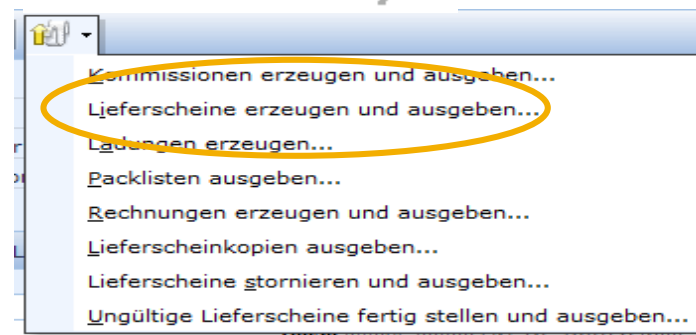 Kommissionen erzeugen und ausgeben...
Lieferscheine erzeugen und ausgeben...
Ladungen erzeugen...
Packlisten ausgeben...
Rechnungen erzeugen und ausgeben...
Lieferscheinkopien ausgeben...
Lieferscheine stornieren und ausgeben...
Ungültige Lieferscheine fertig stellen und ausgeben...